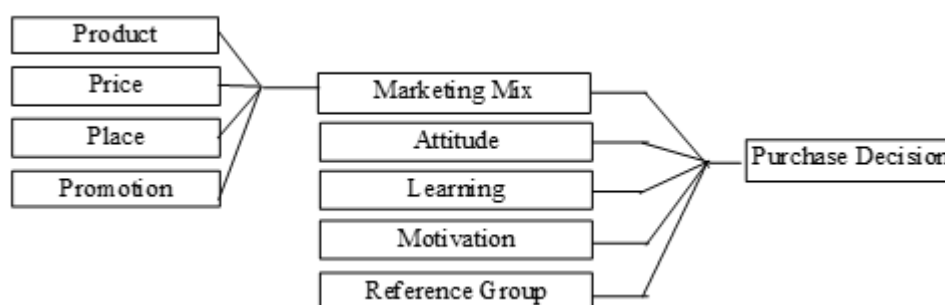 Product
Price
Place
Promotion
Marketing Mix
Attitude
Learning
Motivation
Reference Group
Purchase Decision